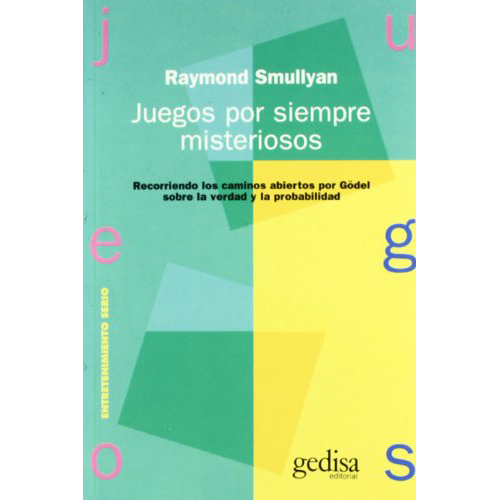 j u
Raymond Smullyan
Juegos por siempre
misteriosos
Recorriendo los caminos abiertos por Gödel
sobre la verdad y la probabilidad
e g
ENTRETENIMIENTO SERIO
o s
gedisa
editorial